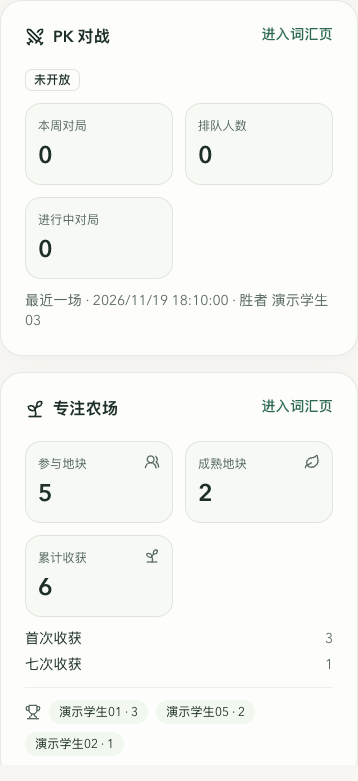 PK 对战 进入词汇页
未开放
本周对局 排队人数
0 0
进行中对局
0
最近一场 · 2026/11/19 18:10:00 · 胜者 演示学生
03
专注农场 进入词汇页
参与地块 成熟地块
5 2
累计收获
6
首次收获 3
七次收获 1
演示学生01 · 3 演示学生05 · 2
演示学生02 · 1